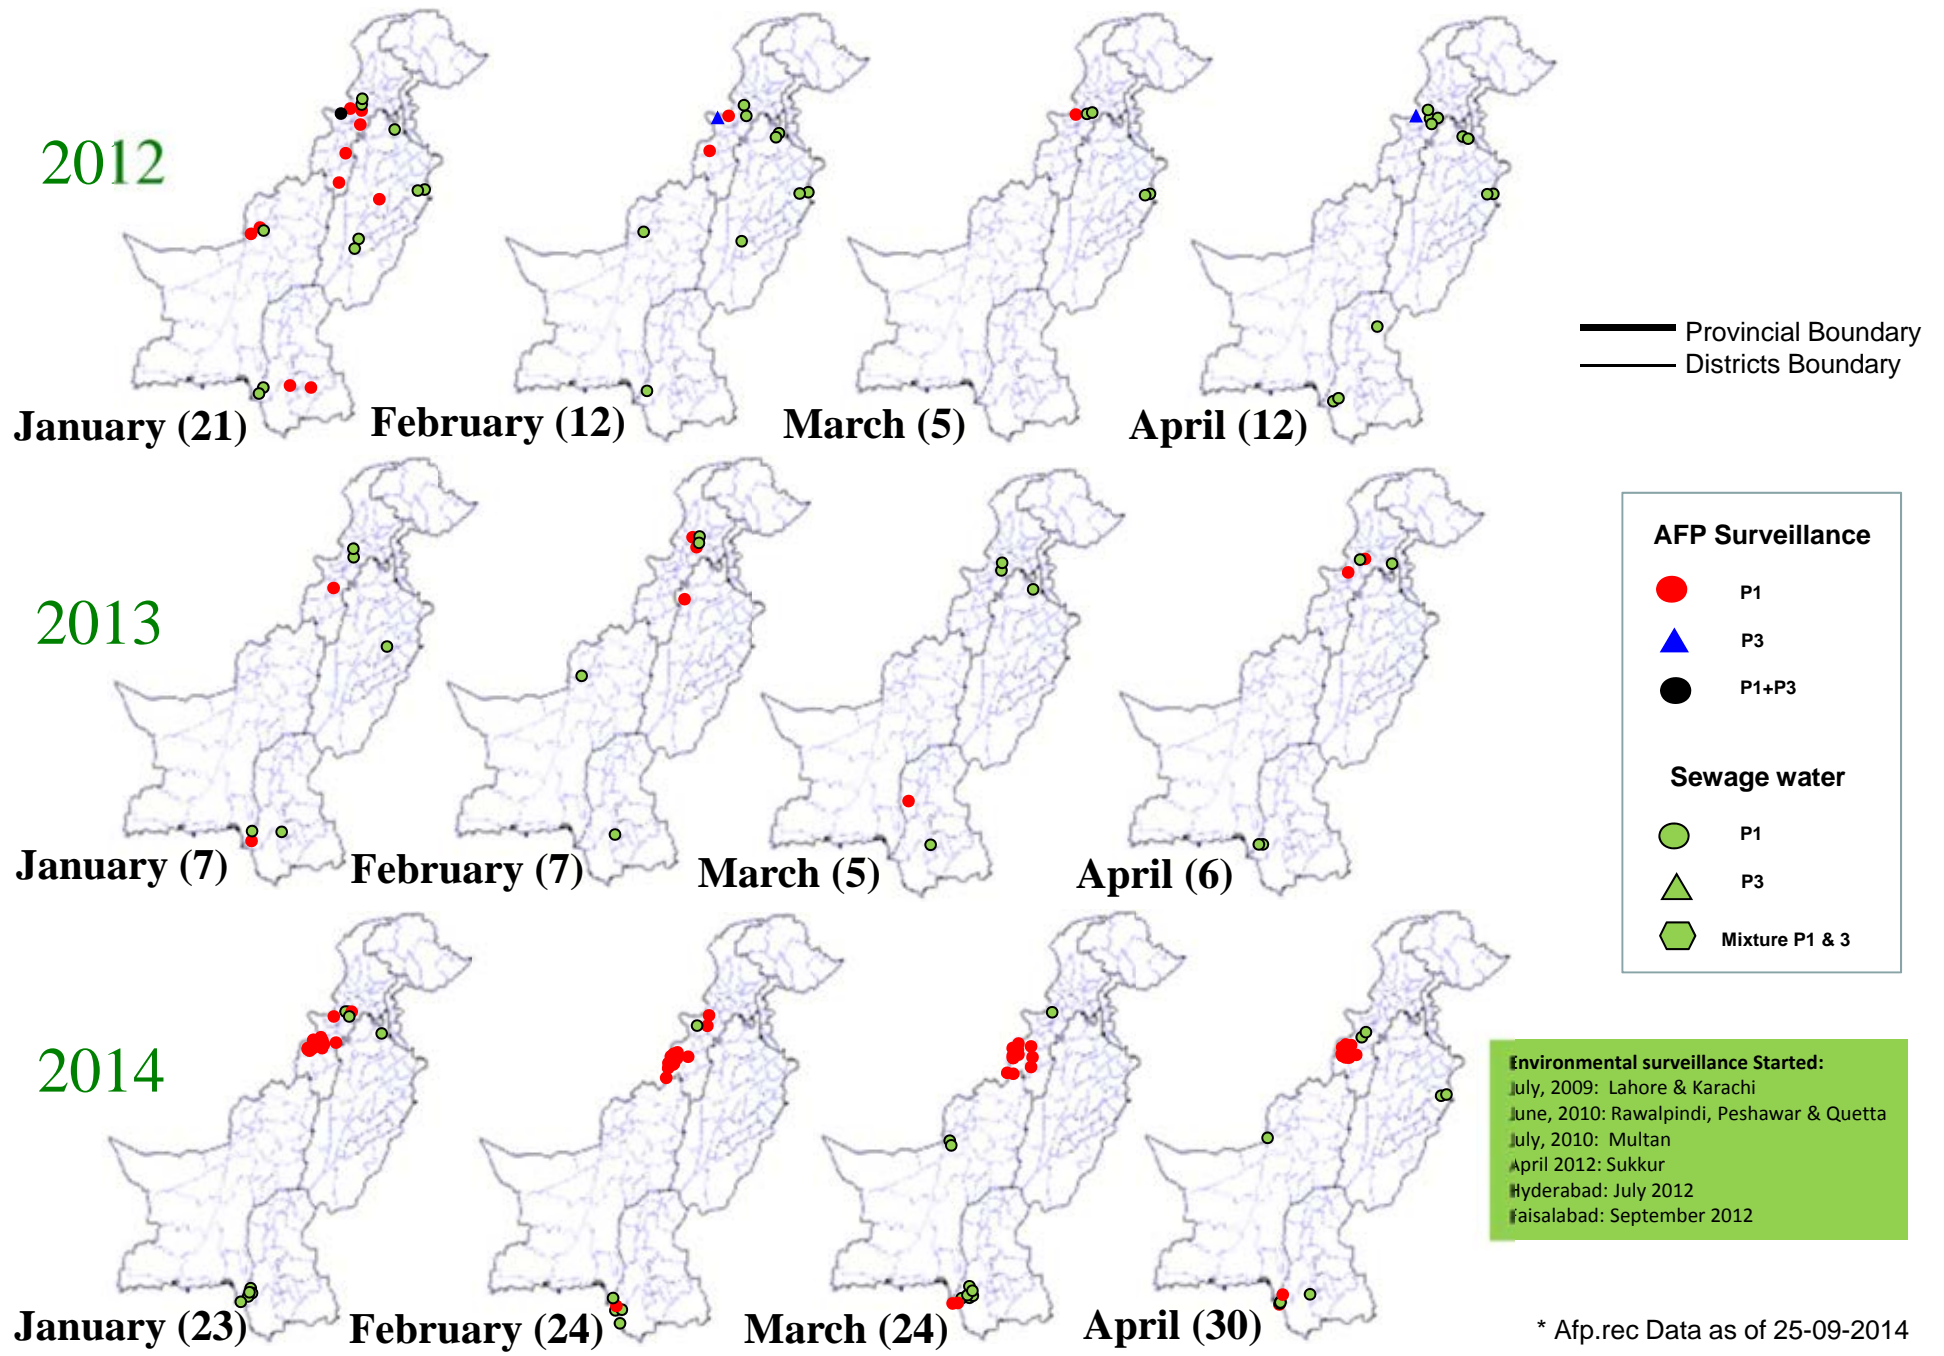 2012
January (21)
February (12)
March (5)
April (12)
Provincial Boundary
Districts Boundary
2013
January (7)
February (7)
March (5)
April (6)
AFP Surveillance
P1
P3
P1+P3
Sewage water
P1
P3
Mixture P1 & 3
2014
January (23)
February (24)
March (24)
April (30)
Environmental surveillance Started:
July, 2009: Lahore & Karachi
June, 2010: Rawalpindi, Peshawar & Quetta
July, 2010: Multan
April 2012: Sukkur
Hyderabad: July 2012
Faisalabad: September 2012
* Afp.rec Data as of 25-09-2014